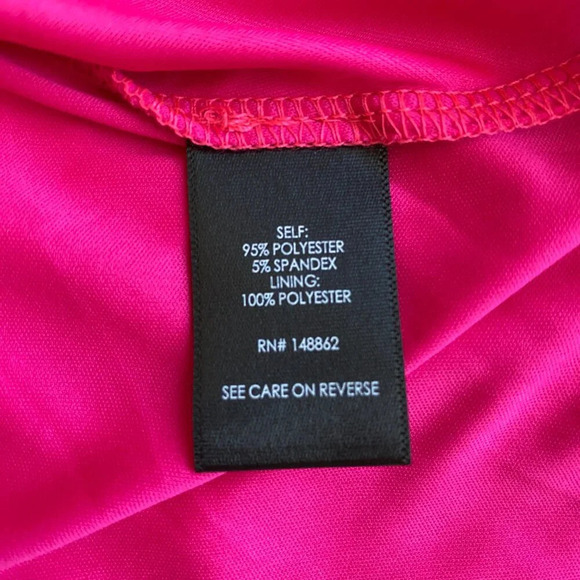 SELF:
95% POLYESTER
5% SPANDEX
LINING:
100% POLYESTER
RN# 148862
SEE CARE ON REVERSE